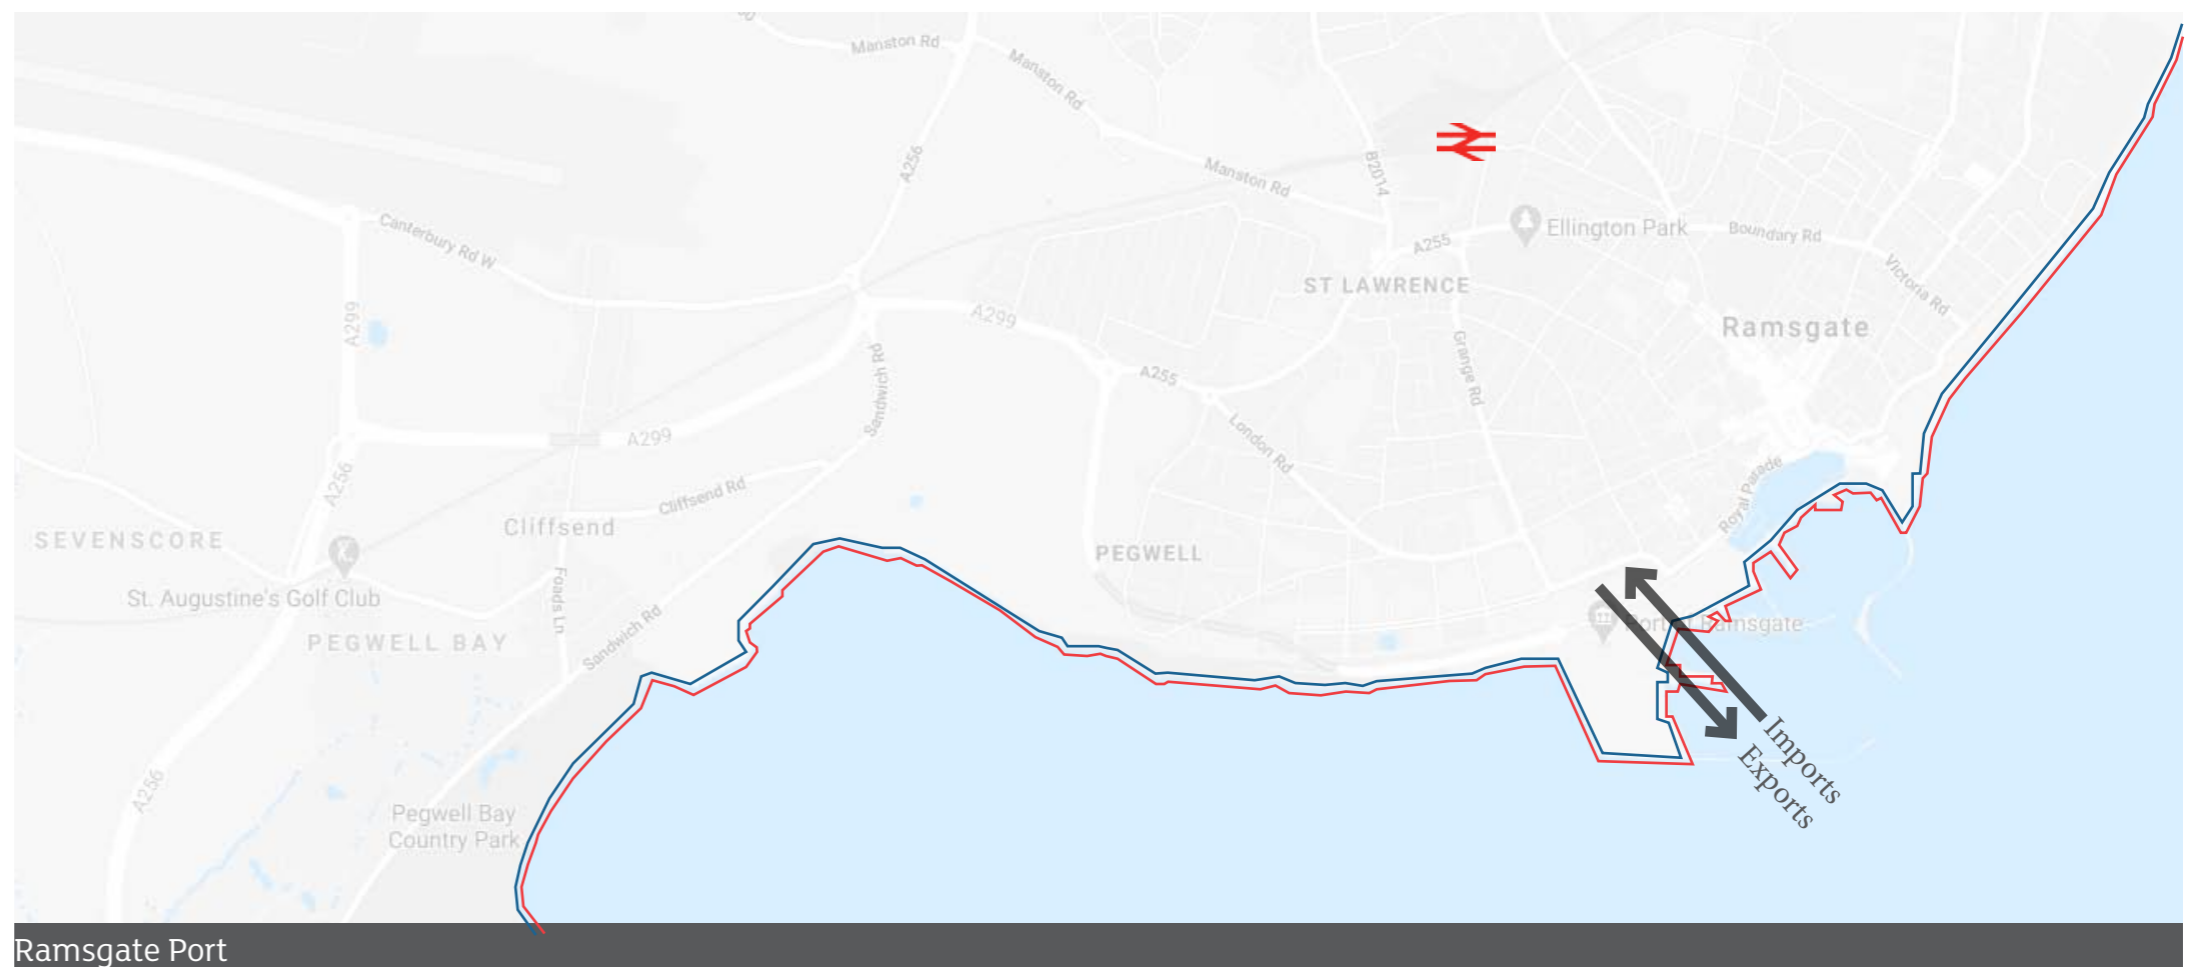 Manston Rd
Manston Rd
A256
Manston Rd
B2014
Canterbury Rd W
Ellington Park
Boundary Rd
A255
Victoria Rd
ST LAWRENCE
A299
A299
Ramsgate
Sandwich Rd
A255
Grange Rd
London Rd
A299
A256
Cliffsend Rd
Royal Parade
SEVENSCORE
Cliffsend
PEGWELL
St. Augustine's Golf Club
Foads Ln
PEGWELL BAY
Sandwich Rd
Port of Ramsgate
Imports
Exports
A256
Pegwell Bay
Country Park
Ramsgate Port